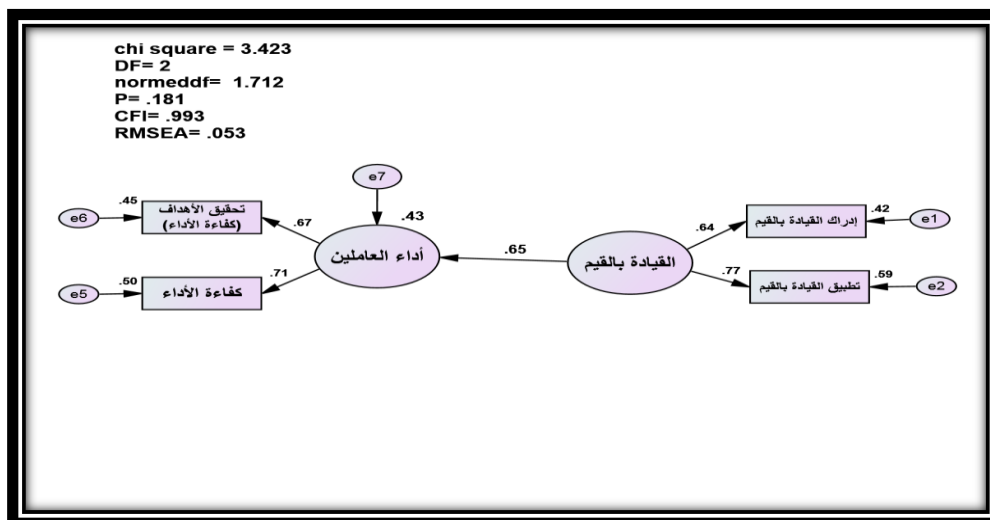 chi square = 3.423
DF= 2
normeddf= 1.712
P= .181
CFI= .993
RMSEA= .053
e7
.43
أداء العاملين
e6
.45
تحقيق الأهداف
(كفاءة الأداء)
.67
e5
.50
كفاءة الأداء
.71
.65
القيادة بالقيم
.64
إدراك القيادة بالقيم
.42
e1
.77
تطبيق القيادة بالقيم
.59
e2